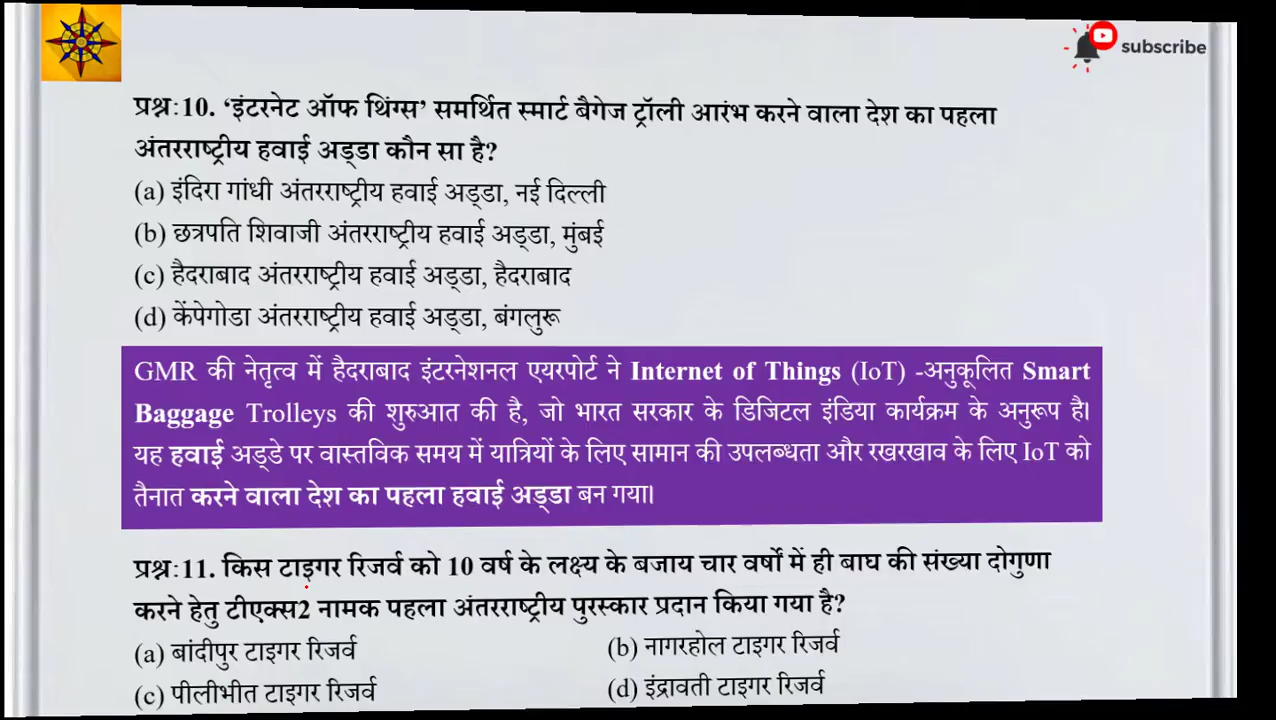 subscribe
प्रश्न:10. ‘इंटरनेट ऑफ थिंग्स’ समर्थित स्मार्ट बैगेज ट्रॉली आरंभ करने वाला देश का पहला
अंतरराष्ट्रीय हवाई अड्डा कौन सा है?
(a) इंदिरा गांधी अंतरराष्ट्रीय हवाई अड्डा, नई दिल्ली
(b) छत्रपति शिवाजी अंतरराष्ट्रीय हवाई अड्डा, मुंबई
(c) हैदराबाद अंतरराष्ट्रीय हवाई अड्डा, हैदराबाद
(d) केंपेगोडा अंतरराष्ट्रीय हवाई अड्डा, बंगलुरू
GMR की नेतृत्व में हैदराबाद इंटरनेशनल एयरपोर्ट ने Internet of Things (IoT) -अनुकूलित Smart
Baggage Trolleys की शुरुआत की है, जो भारत सरकार के डिजिटल इंडिया कार्यक्रम के अनुरूप है।
यह हवाई अड्डे पर वास्तविक समय में यात्रियों के लिए सामान की उपलब्धता और रखरखाव के लिए IoT को
तैनात करने वाला देश का पहला हवाई अड्डा बन गया।
प्रश्न:11. किस टाइगर रिजर्व को 10 वर्ष के लक्ष्य के बजाय चार वर्षों में ही बाघ की संख्या दोगुणा
करने हेतु टीएक्स2 नामक पहला अंतरराष्ट्रीय पुरस्कार प्रदान किया गया है?
(a) बांदीपुर टाइगर रिजर्व (b) नागरहोल टाइगर रिजर्व
(c) पीलीभीत टाइगर रिजर्व (d) इंद्रावती टाइगर रिजर्व